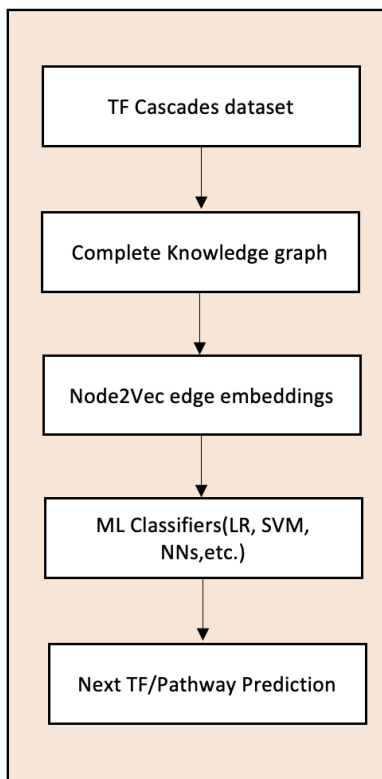 TF Cascades dataset
Complete Knowledge graph
Node2Vec edge embeddings
ML Classifiers(LR, SVM,
NNs,etc.)
Next TF/Pathway Prediction